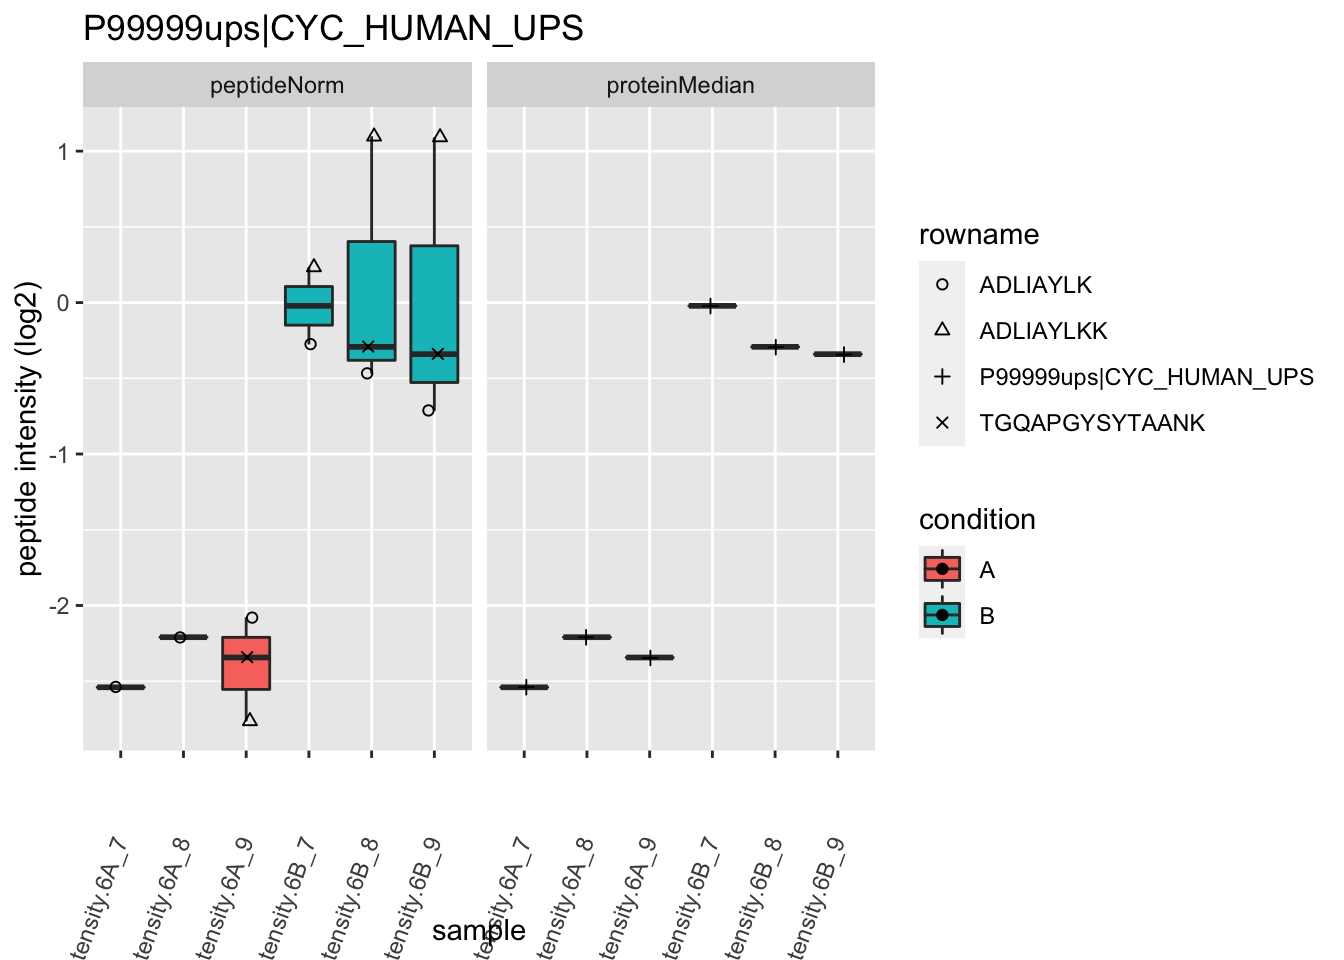 P99999ups|CYC_HUMAN_UPS
peptideNorm
proteinMedian
peptide intensity (log2)
1
0
-1
-2
tensity.6A_7
tensity.6A_8
tensity.6A_9
tensity.6B_7
tensity.6B_8
tensity.6B_9
tensity.6A_7
tensity.6A_8
tensity.6A_9
tensity.6B_7
tensity.6B_8
tensity.6B_9
sample
rowname
ADLIAYLK
ADLIAYLKK
P99999ups|CYC_HUMAN_UPS
TGQAPGYSYTAANK
condition
A
B